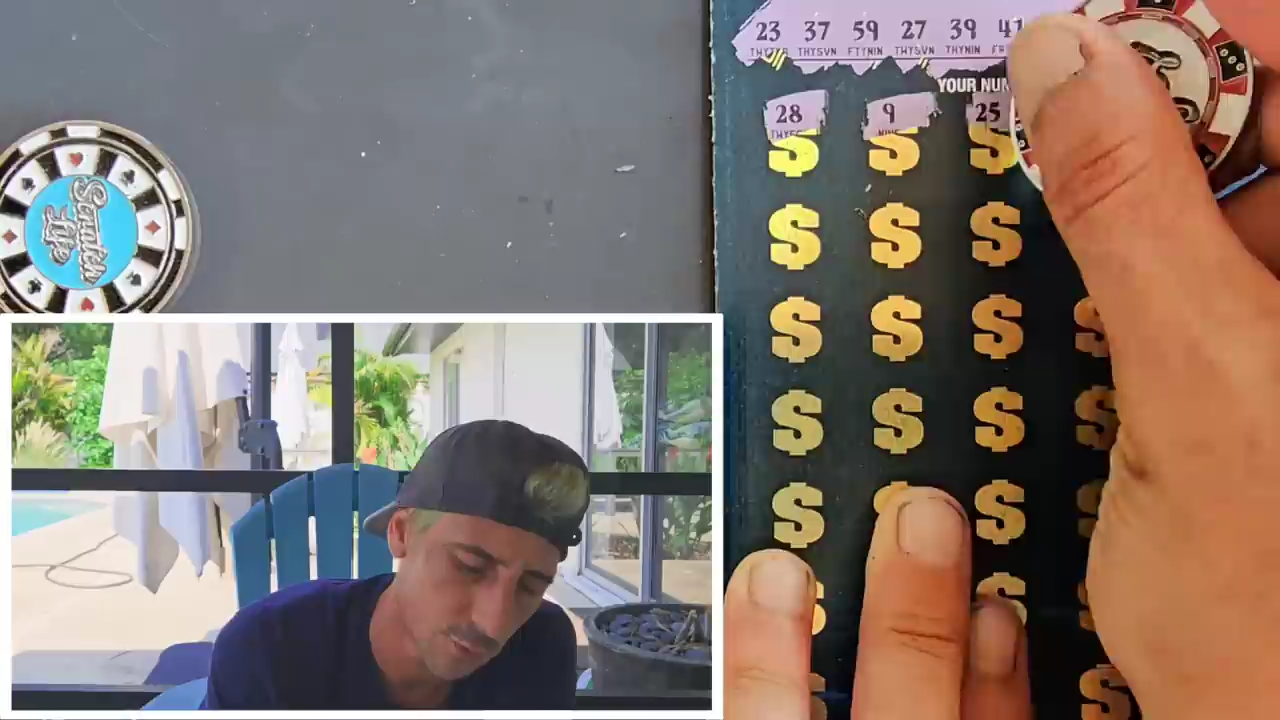 23 37 59 27 39 41
THYSVN FTYNIN THYSVN THYNIN
YOUR NUM
28 9 25
Scratch
Life